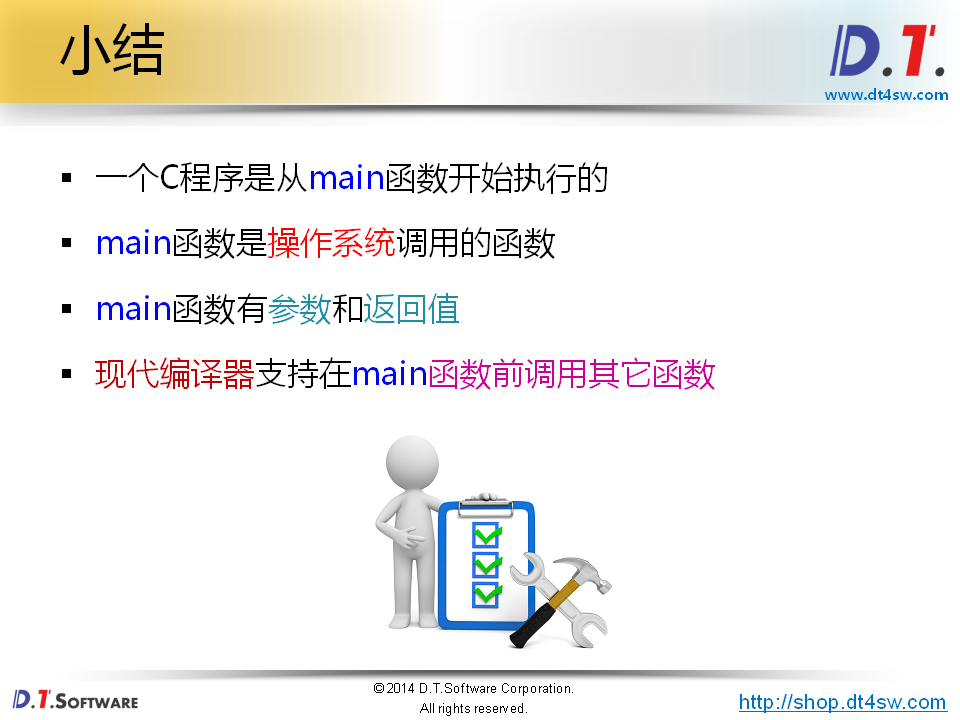 小结
D.T.
www.dt4sw.com
一个C程序是从main函数开始执行的
main函数是操作系统调用的函数
main函数有参数和返回值
现代编译器支持在main函数前调用其它函数
D.T.SOFTWARE
©2014 D.T.Software Corporation.
All rights reserved.
http://shop.dt4sw.com